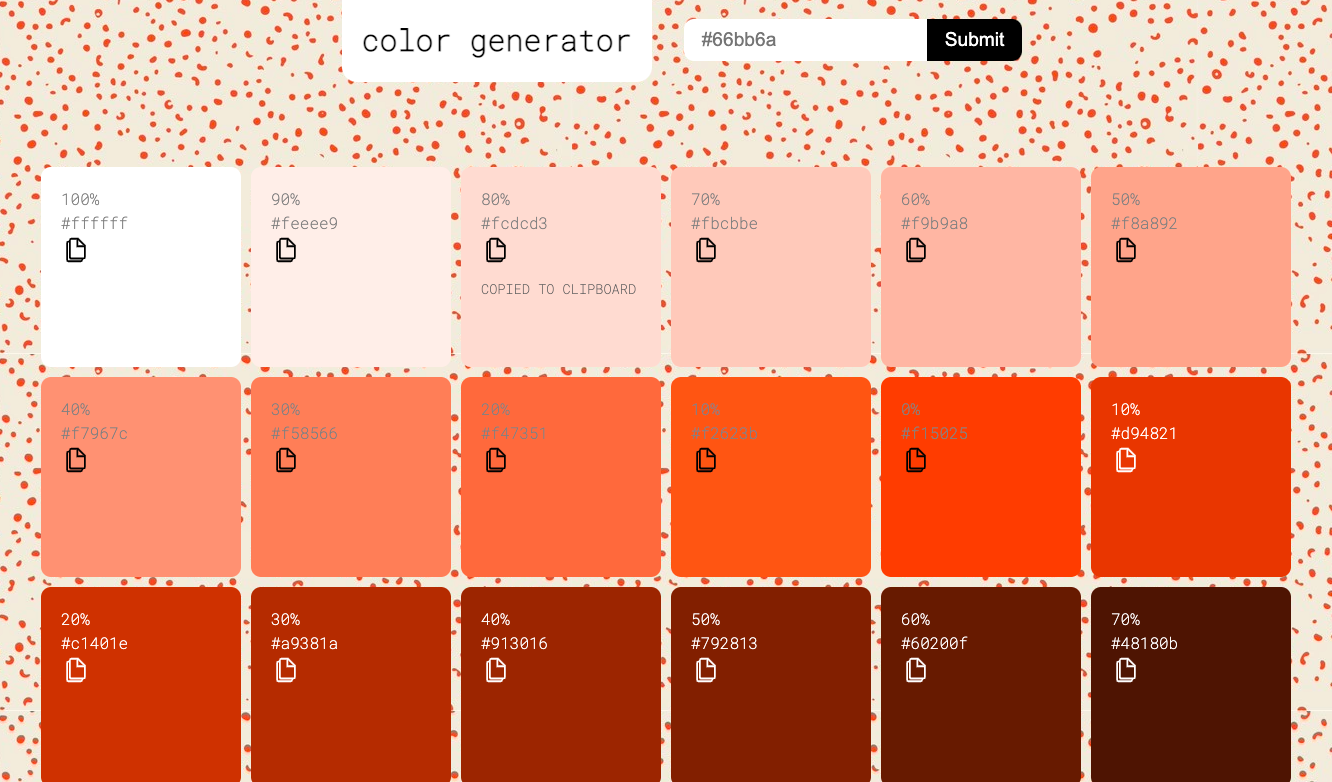 color generator
#66bb6a
Submit
100%
#ffffff
90%
#feeee9
80%
#fcdcd3
COPIED TO CLIPBOARD
70%
#fbcbbe
60%
#f9b9a8
50%
#f8a892
40%
#f7967c
30%
#f58566
20%
#f47351
10%
0%
#f15025
10%
#d94821
20%
#c1401e
30%
#a9381a
40%
#913016
50%
#792813
60%
#60200f
70%
#48180b